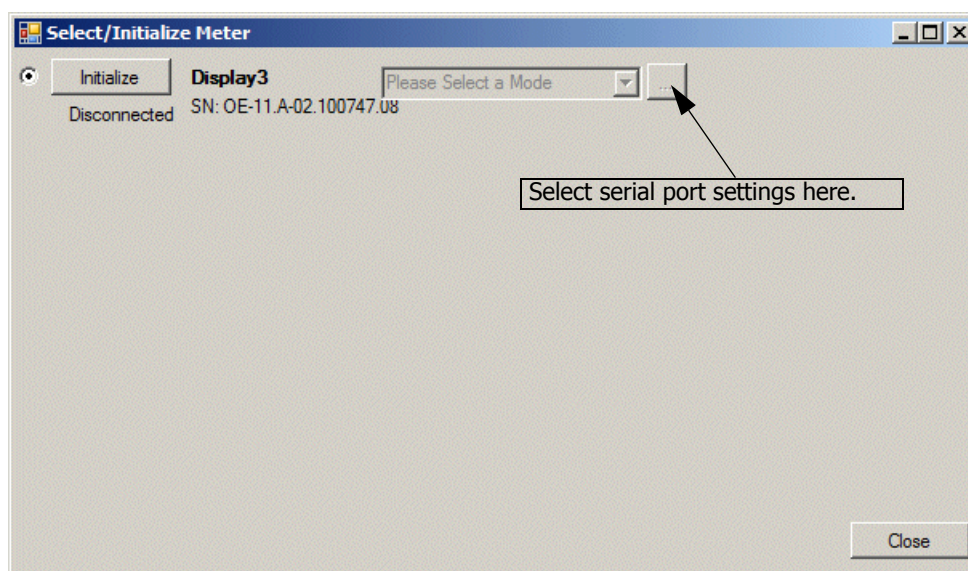 Select/Initialize Meter
Initialize Display3 Please Select a Mode ...
Disconnected SN: OE-11.A-02.100747.08
Select serial port settings here.
Close